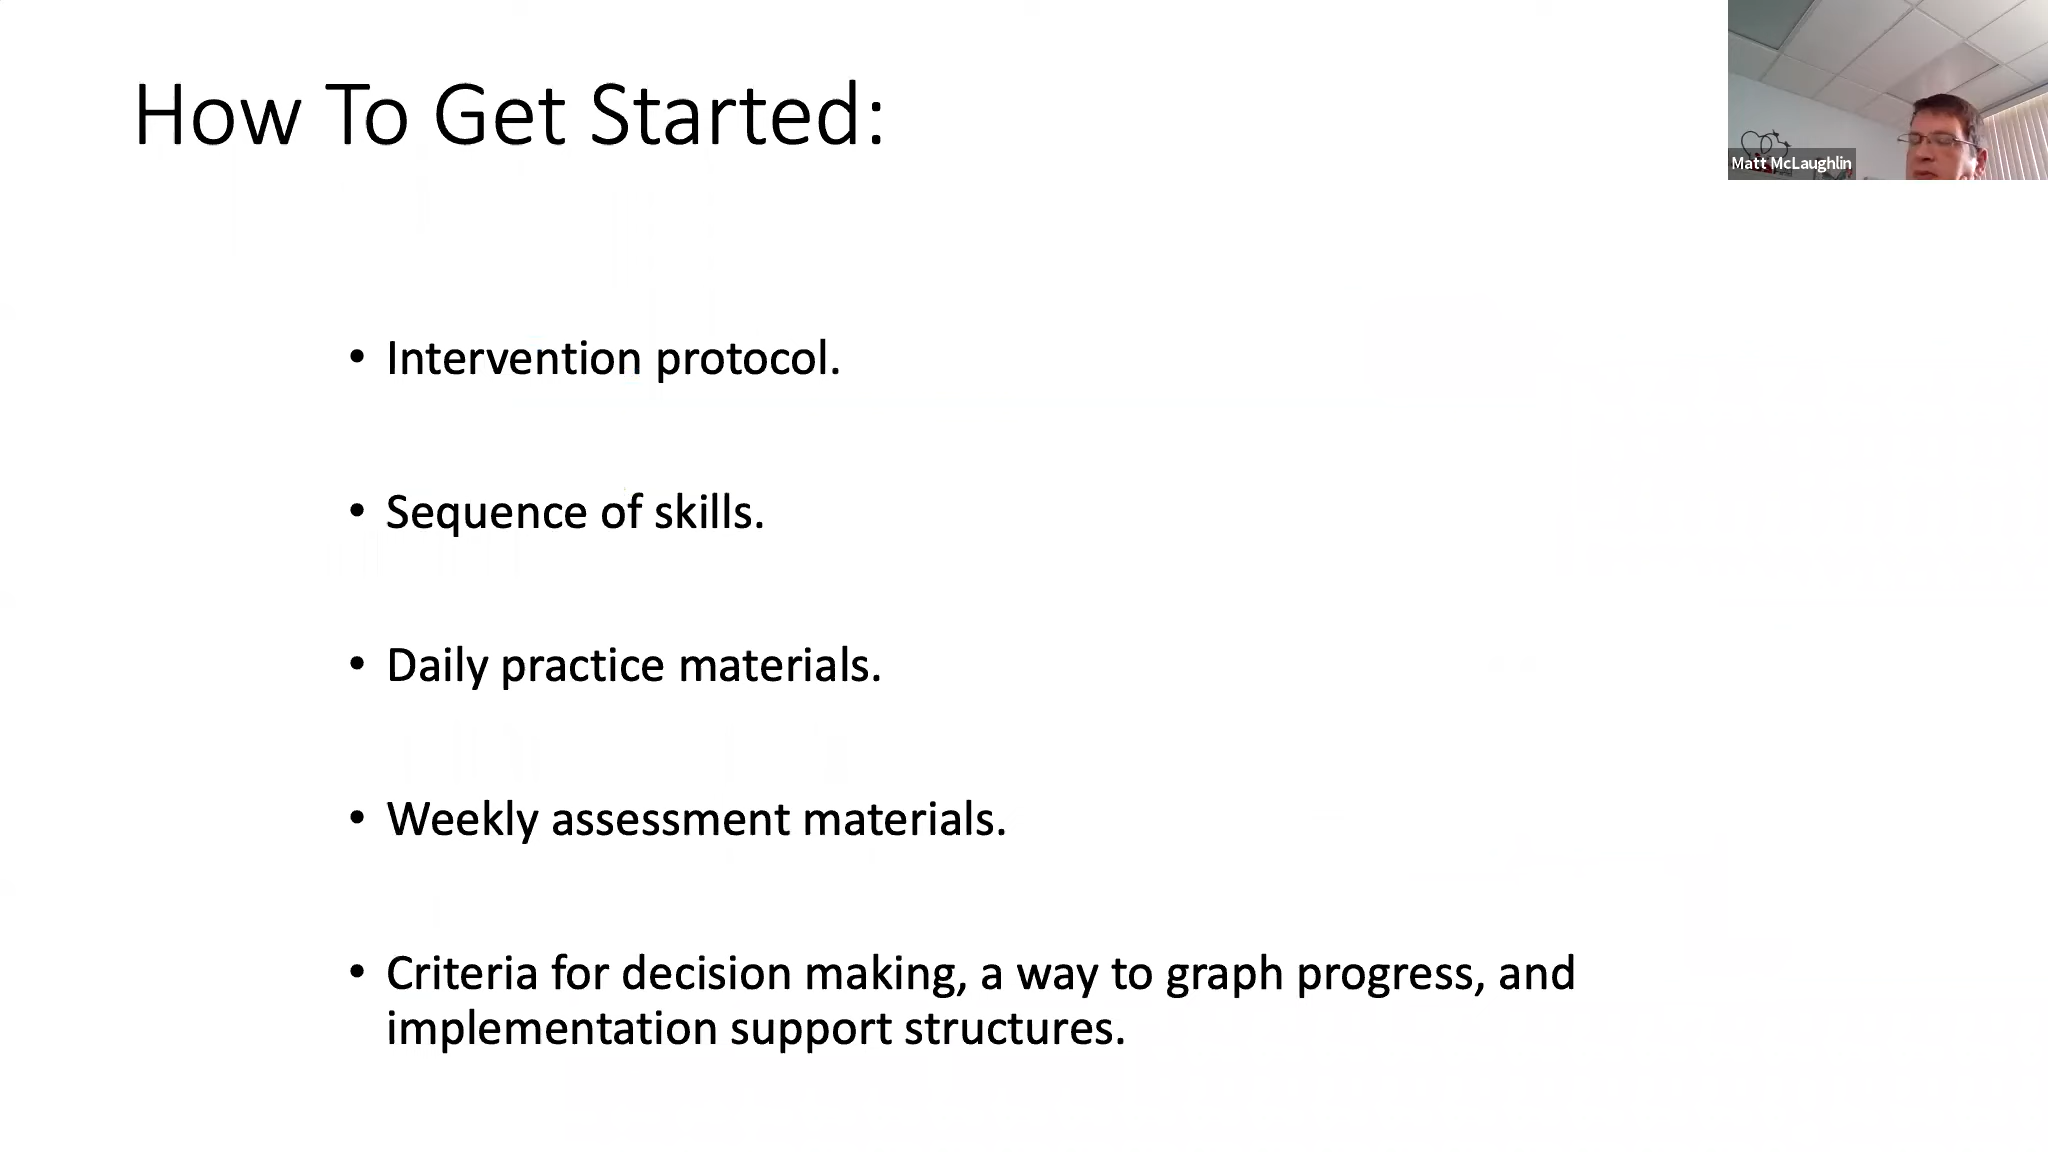 How To Get Started:
Matt McLaughlin
• Intervention protocol.
• Sequence of skills.
• Daily practice materials.
• Weekly assessment materials.
• Criteria for decision making, a way to graph progress, and
implementation support structures.